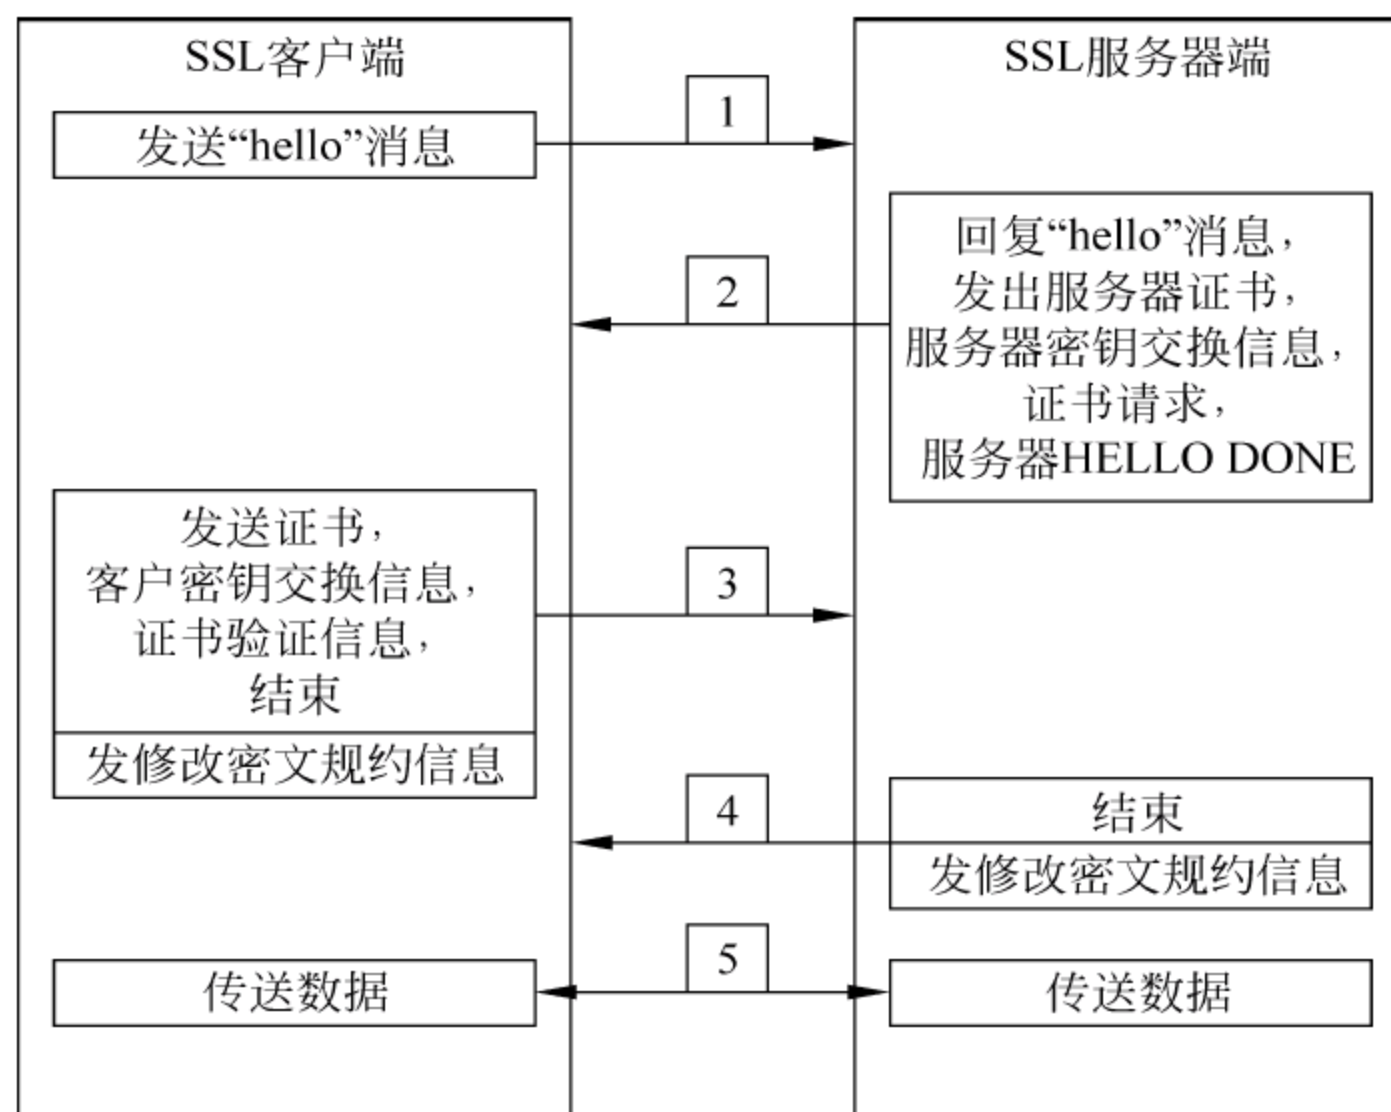 SSL客户端
SSL服务器端
发送“hello”消息
1
回复“hello”消息，
发出服务器证书，
服务器密钥交换信息，
证书请求，
服务器HELLO DONE
2
发送证书，
客户密钥交换信息，
证书验证信息，
结束
发修改密文规约信息
3
4
结束
发修改密文规约信息
传送数据
5
传送数据